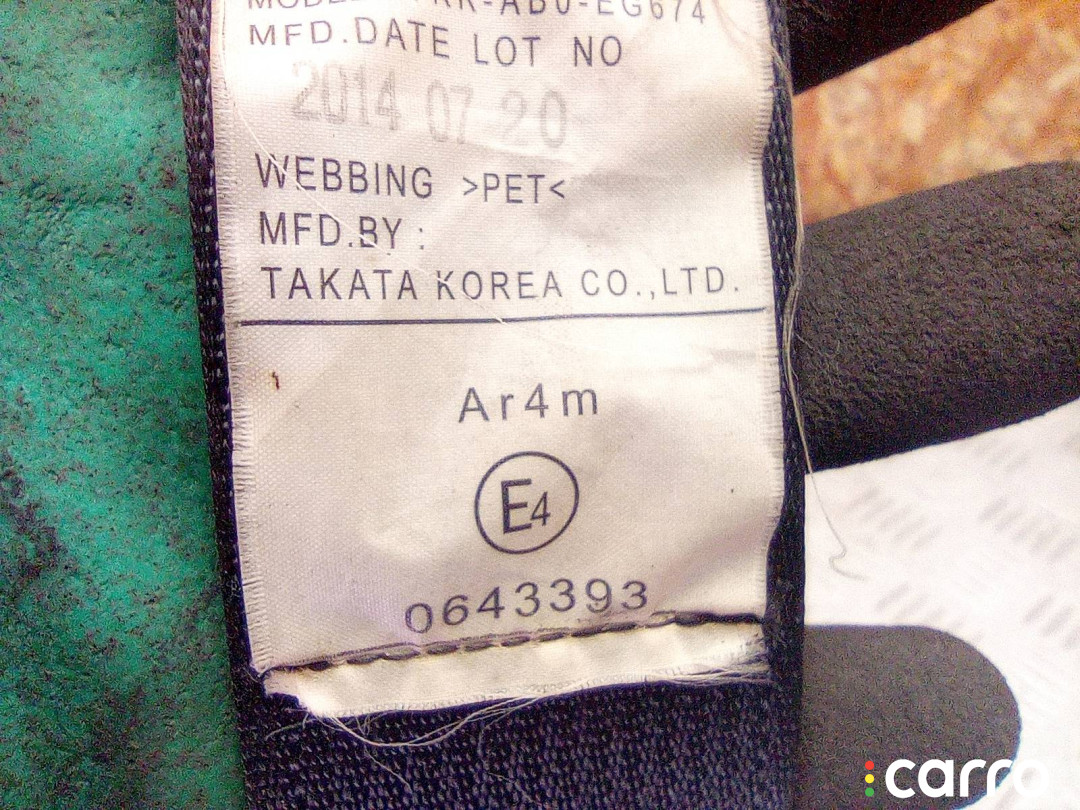 MFD.DATE LOT NO
2014 07 20
WEBBING >PET<
MFD.BY :
TAKATA KOREA CO.,LTD.
Ar4m
E4
0643393
carro